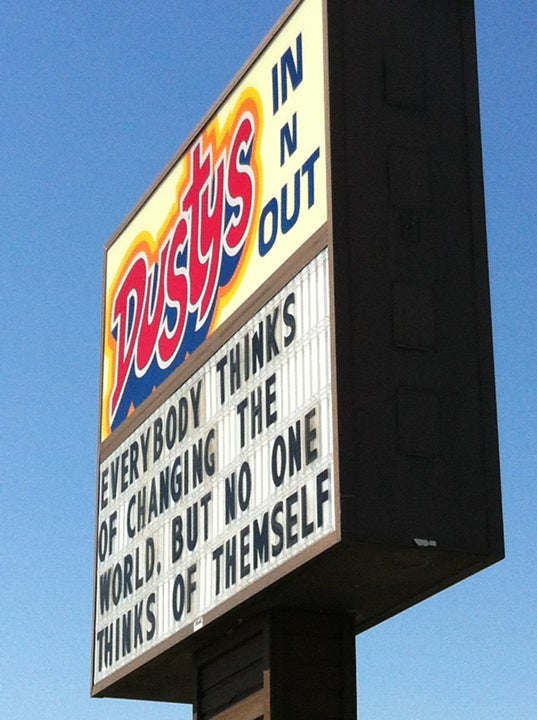 Dustys
IN
N
OUT
EVERYBODY THINKS
OF CHANGING THE
WORLD, BUT NO ONE
THINKS OF THEMSELF